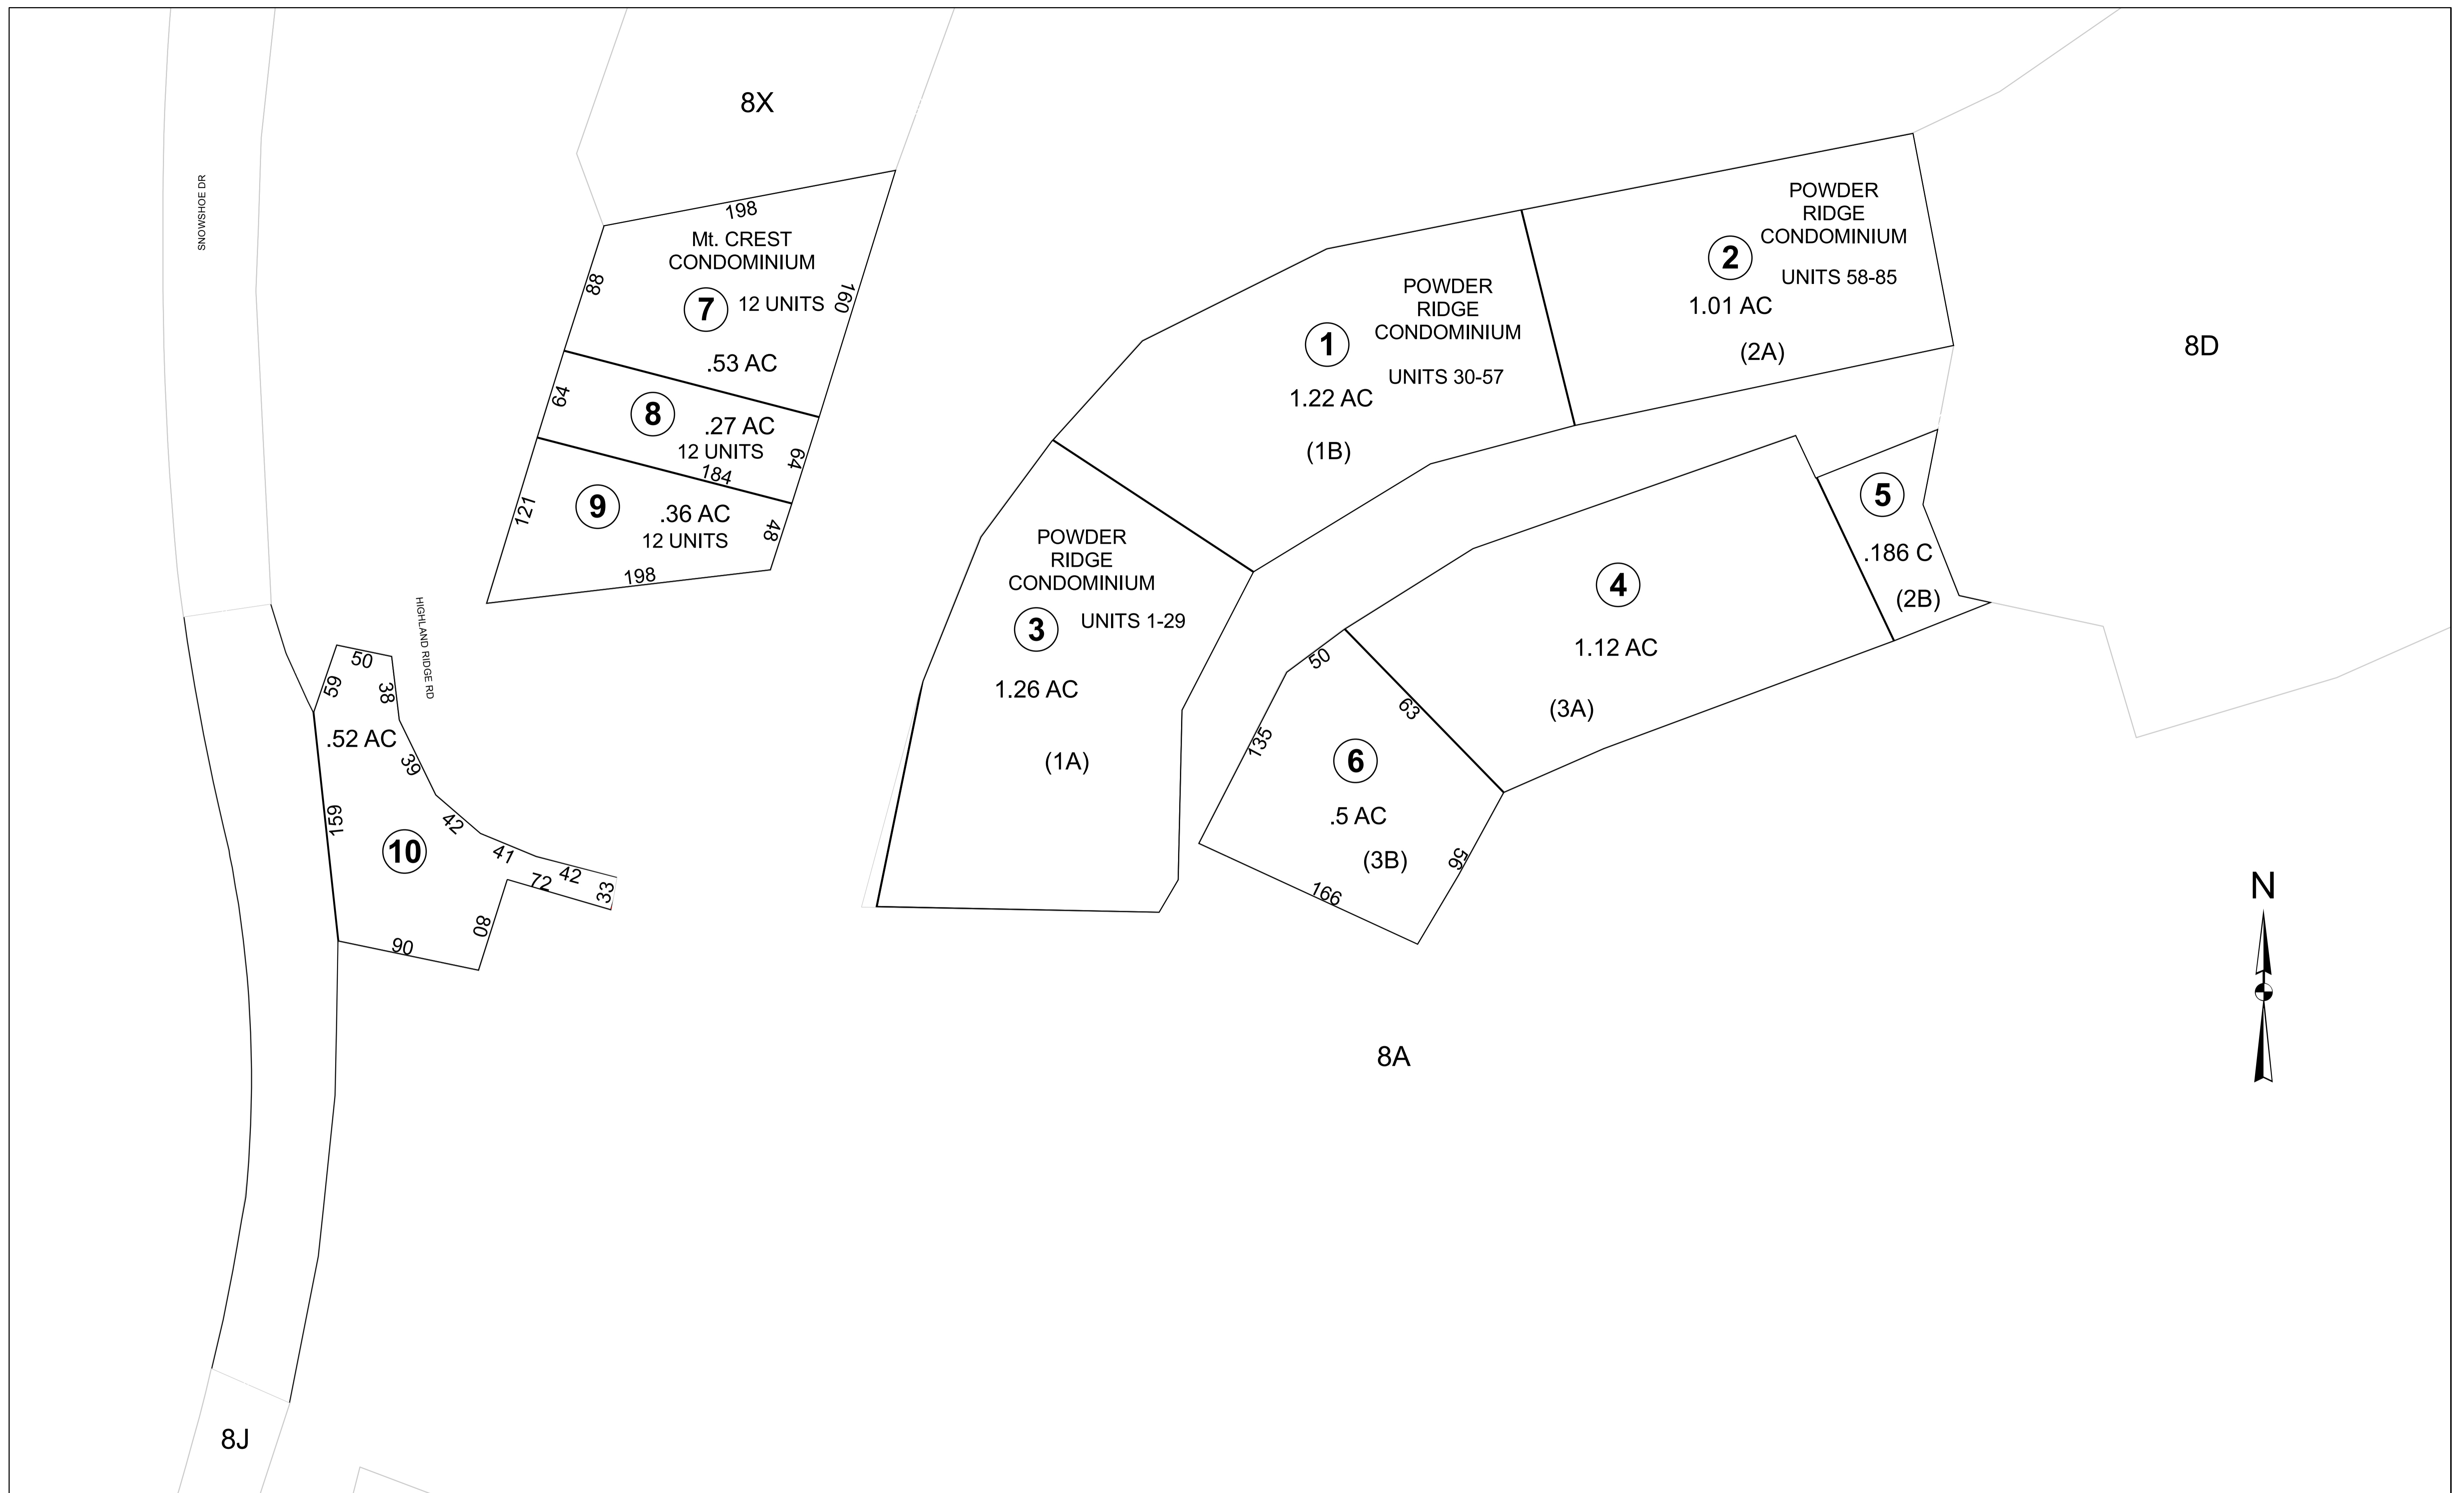 8X
SNOWSHOE DR
198
Mt. CREST
CONDOMINIUM
88
7
12 UNITS
160
.53 AC
64
8
.27 AC
12 UNITS
64
184
121
9
.36 AC
12 UNITS
48
198
POWDER
RIDGE
CONDOMINIUM
2
UNITS 58-85
1.01 AC
(2A)
POWDER
RIDGE
CONDOMINIUM
1
UNITS 30-57
1.22 AC
(1B)
8D
5
.186 C
(2B)
POWDER
RIDGE
CONDOMINIUM
3
UNITS 1-29
1.26 AC
(1A)
4
1.12 AC
(3A)
50
63
135
6
.5 AC
(3B)
56
166
HIGHLAND RIDGE RD
50
59
38
.52 AC
39
159
42
10
41
42
72
33
80
90
N
8A
8J